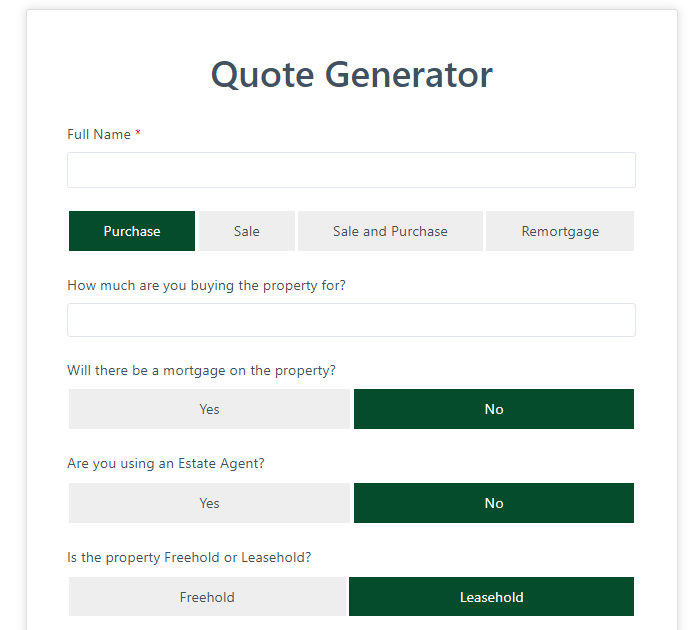 Quote Generator
Full Name *
Purchase Sale Sale and Purchase Remortgage
How much are you buying the property for?
Will there be a mortgage on the property?
Yes No
Are you using an Estate Agent?
Yes No
Is the property Freehold or Leasehold?
Freehold Leasehold